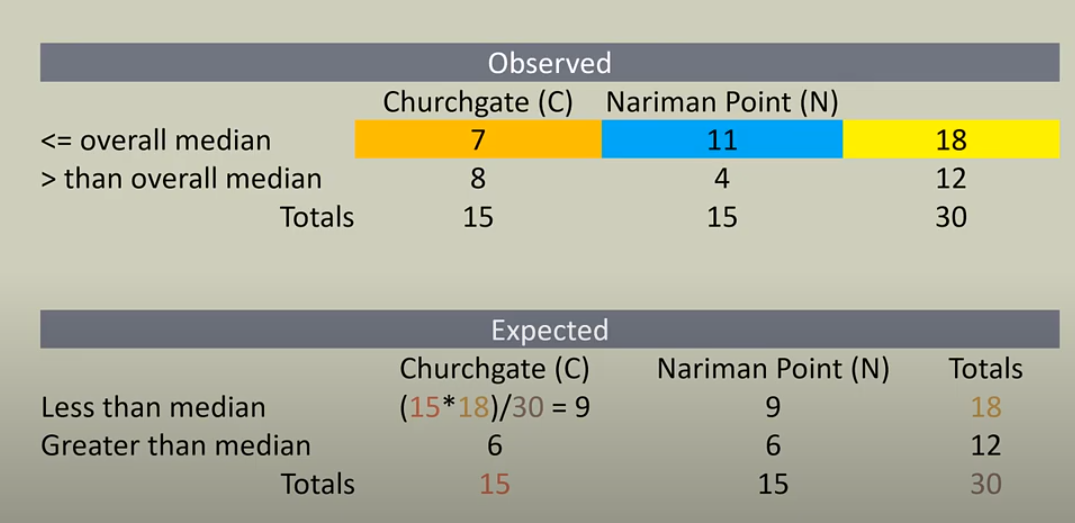 Observed
Churchgate (C) Nariman Point (N)
<= overall median 7 11 18
> than overall median 8 4 12
Totals 15 15 30
Expected
Churchgate (C) Nariman Point (N) Totals
Less than median (15*18)/30 = 9 9 18
Greater than median 6 6 12
Totals 15 15 30